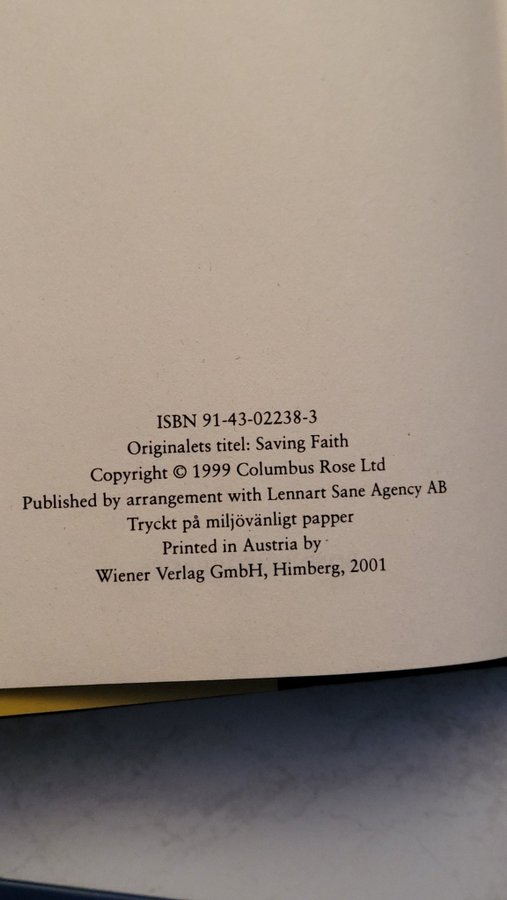 ISBN 91-43-02238-3
Originalets titel: Saving Faith
Copyright © 1999 Columbus Rose Ltd
Published by arrangement with Lennart Sane Agency AB
Tryckt på miljövänligt papper
Printed in Austria by
Wiener Verlag GmbH, Himberg, 2001